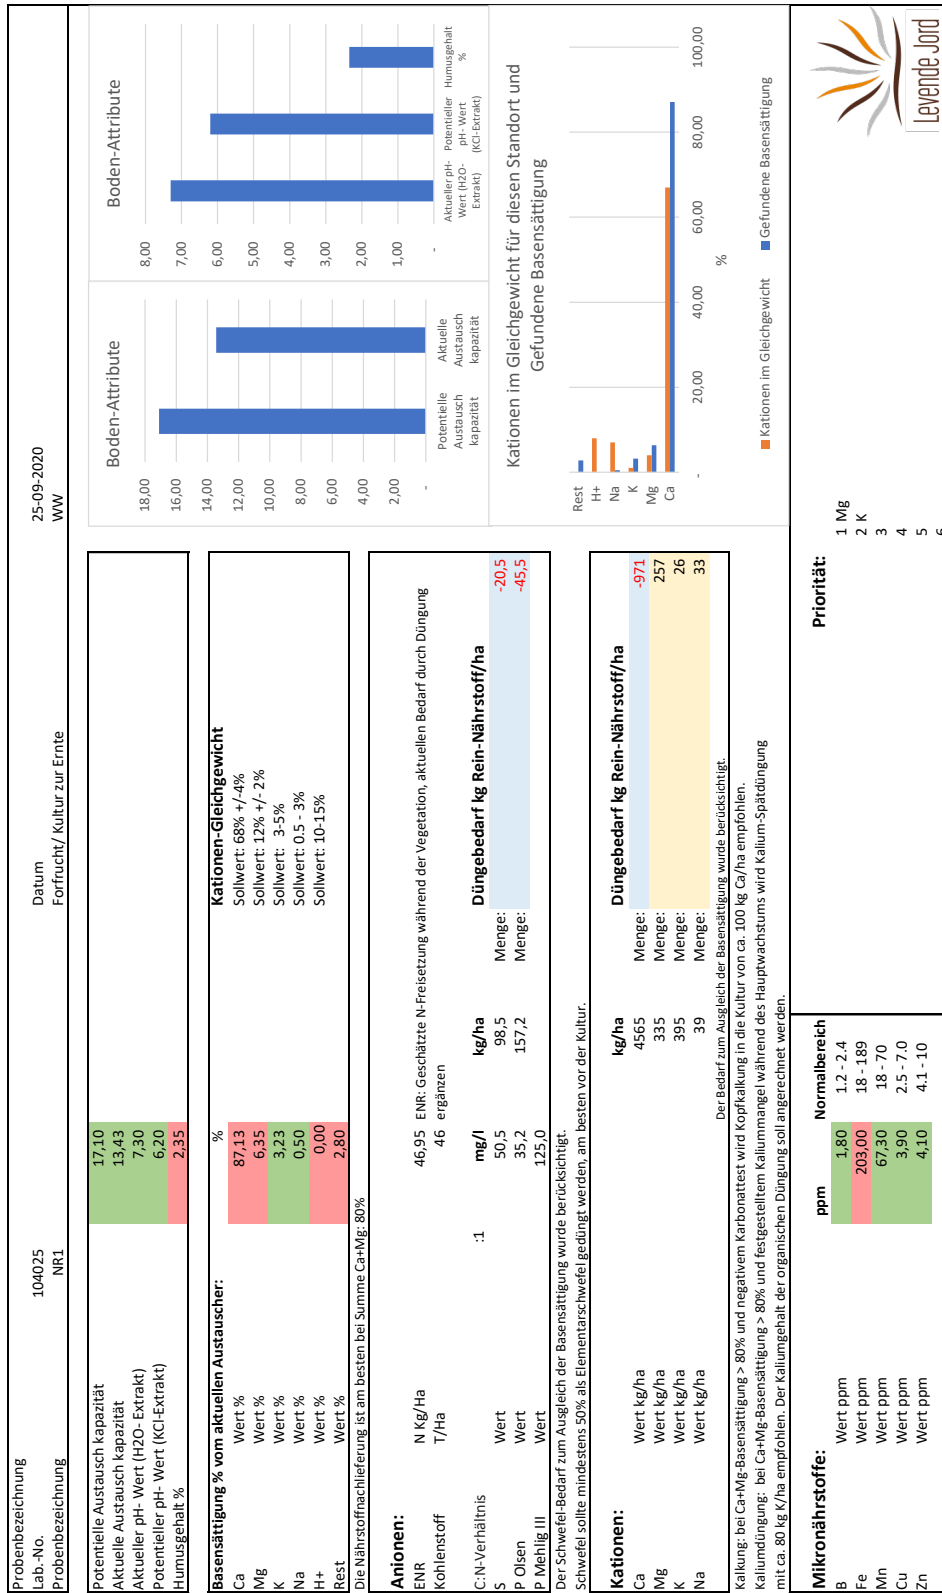 Probenbezeichnung
Lab.-No. 104025 Datum 25-09-2020
Probenbezeichnung NR1 Forfrucht/ Kultur zur Ernte WW
Potentielle Austausch kapazität 17,10
Aktuelle Austausch kapazität 13,43
Aktueller pH- Wert (H2O- Extrakt) 7,30
Potentieller pH- Wert (KCl-Extrakt) 6,20
Humusgehalt % 2,35
Basensättigung % vom aktuellen Austauscher: % Kationen-Gleichgewicht
Ca Wert % 87,13 Sollwert: 68% +/-4%
Mg Wert % 6,35 Sollwert: 12% +/- 2%
K Wert % 3,23 Sollwert: 3-5%
Na Wert % 0,50 Sollwert: 0.5 - 3%
H+ Wert % 0,00 Sollwert: 10-15%
Rest Wert % 2,80
Die Nährstoffnachlieferung ist am besten bei Summe Ca+Mg: 80%
Anionen:
ENR N Kg/Ha 46,95 ENR: Geschätzte N-Freisetzung während der Vegetation, aktuellen Bedarf durch Düngung
Kohlenstoff T/Ha 46 ergänzen
C:N-Verhältnis :1 mg/l kg/ha Düngebedarf kg Rein-Nährstoff/ha
S Wert 50,5 98,5 Menge: -20,5
P Olsen Wert 35,2 157,2 Menge: -45,5
P Mehlig III Wert 125,0
Der Schwefel-Bedarf zum Ausgleich der Basensättigung wurde berücksichtigt.
Schwefel sollte mindestens 50% als Elementarschwefel gedüngt werden, am besten vor der Kultur.
Kationen: kg/ha Düngebedarf kg Rein-Nährstoff/ha
Ca Wert kg/ha 4565 Menge: -971
Mg Wert kg/ha 335 Menge: 257
K Wert kg/ha 395 Menge: 26
Na Wert kg/ha 39 Menge: 33
Der Bedarf zum Ausgleich der Basensättigung wurde berücksichtigt.
Kalkung: bei Ca+Mg-Basensättigung > 80% und negativem Karbonattest wird Kopfkalkung in die Kultur von ca. 100 kg Ca/ha empfohlen.
Kaliumdüngung: bei Ca+Mg-Basensättigung > 80% und festgestelltem Kaliummangel während des Hauptwachstums wird Kalium-Spätdüngung
mit ca. 80 kg K/ha empfohlen. Der Kaliumgehalt der organischen Düngung soll angerechnet werden.
Mikronährstoffe: ppm Normalbereich
B Wert ppm 1,80 1.2 - 2.4
Fe Wert ppm 203,00 18 - 189
Mn Wert ppm 67,30 18 - 70
Cu Wert ppm 3,90 2.5 - 7.0
Zn Wert ppm 4,10 4.1 - 10
Priorität:
1 Mg
2 K
3
4
5
6
Boden-Attribute
18,00
16,00
14,00
12,00
10,00
8,00
6,00
4,00
2,00
-
Potentielle Austausch kapazität
Aktuelle Austausch kapazität
Boden-Attribute
8,00
7,00
6,00
5,00
4,00
3,00
2,00
1,00
-
Aktueller pH- Wert (H2O- Extrakt)
Potentieller pH- Wert (KCl-Extrakt)
Humusgehalt %
Kationen im Gleichgewicht für diesen Standort und
Gefundene Basensättigung
Rest
H+
Na
K
Mg
Ca
- 20,00 40,00 60,00 80,00 100,00
%
Kationen im Gleichgewicht Gefundene Basensättigung
Levende Jord